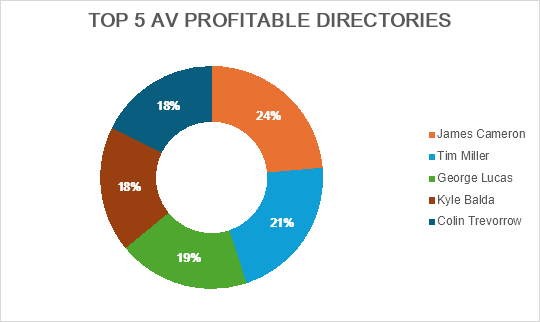 TOP 5 AV PROFITABLE DIRECTORIES
18%
24%
James Cameron
Tim Miller
George Lucas
Kyle Balda
Colin Trevorrow
18%
21%
19%